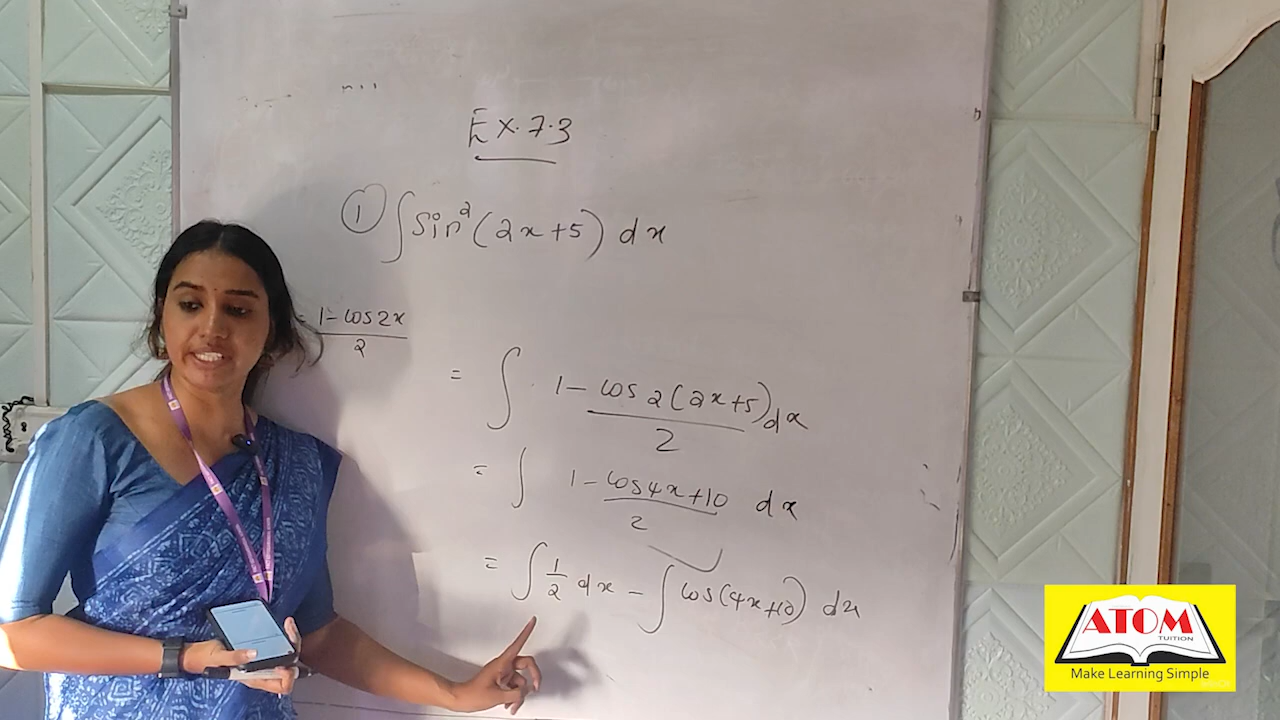 Ex. 7.3
① ∫ sin²(2x+5) dx
= 1-cos2x / 2
= ∫ 1-cos2(2x+5) / 2 dx
= ∫ 1-cos4x+10 / 2 dx
= ∫ 1/2 dx - ∫ cos(4x+10) dx
ATOM
TUITION
Make Learning Simple